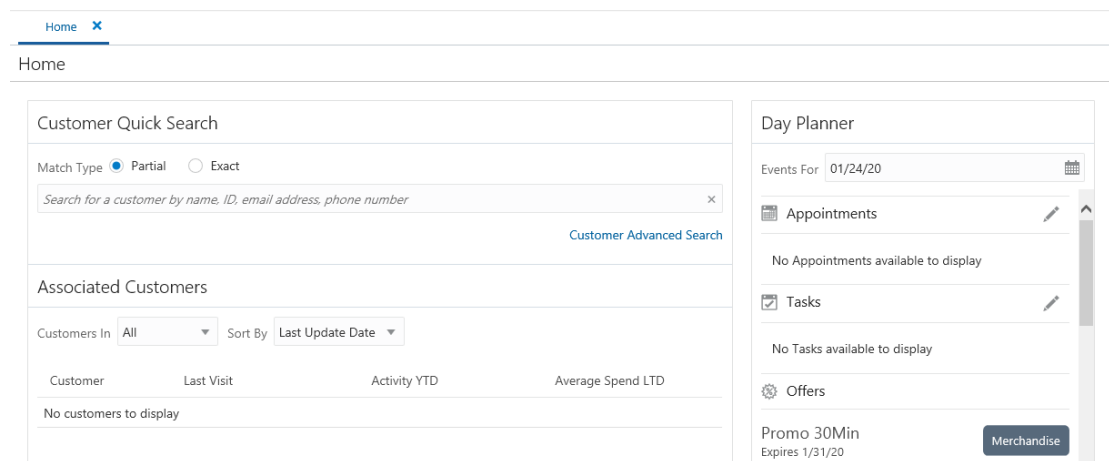 Home
Home
Customer Quick Search
Match Type Partial Exact
Search for a customer by name, ID, email address, phone number
Customer Advanced Search
Associated Customers
Customers In All Sort By Last Update Date
Customer Last Visit Activity YTD Average Spend LTD
No customers to display
Day Planner
Events For 01/24/20
Appointments
No Appointments available to display
Tasks
No Tasks available to display
Offers
Promo 30Min
Expires 1/31/20
Merchandise